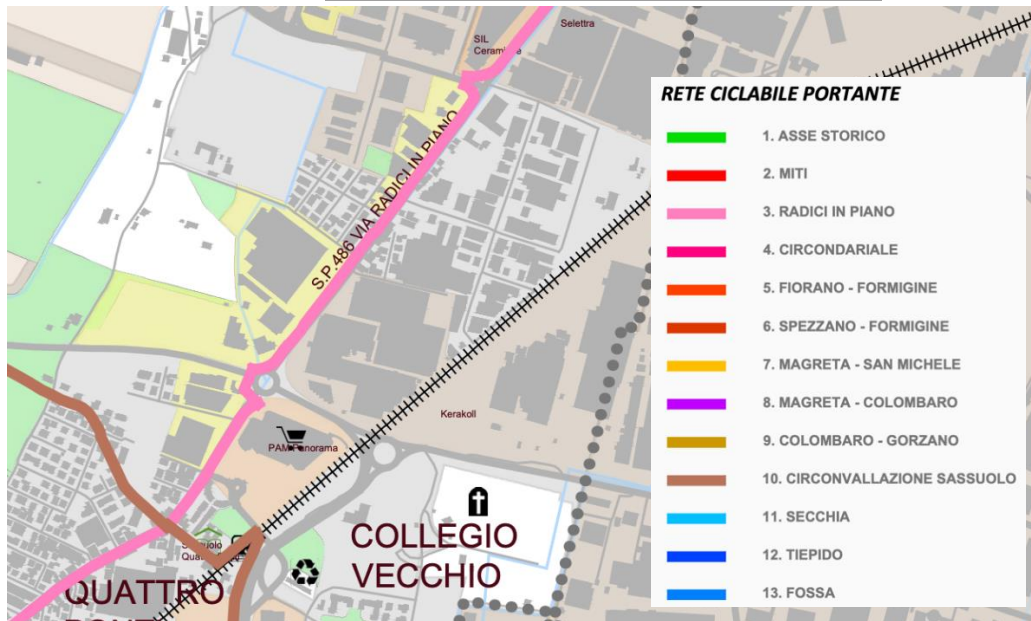 Selettra
SIL
S.P.486 VIA RADICI IN PIANO
Kerakoll
PAM Panorama
COLLEGIO
VECCHIO
QUATTRO
RETE CICLABILE PORTANTE
1. ASSE STORICO
2. MITI
3. RADICI IN PIANO
4. CIRCONDARIALE
5. FIORANO - FORMIGINE
6. SPEZZANO - FORMIGINE
7. MAGRETA - SAN MICHELE
8. MAGRETA - COLOMBARO
9. COLOMBARO - GORZANO
10. CIRCONVALLAZIONE SASSUOLO
11. SECCHIA
12. TIEPIDO
13. FOSSA